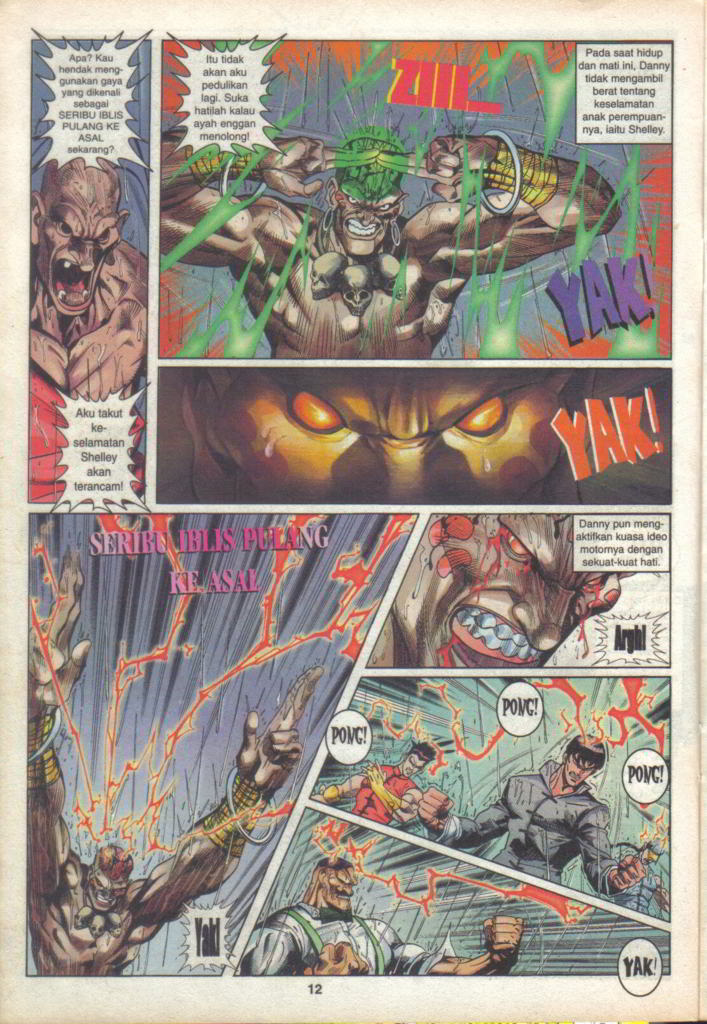 Apa? Kau
hendak meng-
gunakan gaya
yang dikenali
sebagai
SERIBU IBLIS
PULANG KE
ASAL
sekarang?
Aku takut
ke-
selamatan
Shelley
akan
terancam!
Itu tidak
akan aku
pedulikan
lagi. Suka
hatilah kalau
ayah enggan
menolong!
Pada saat hidup
dan mati ini, Danny
tidak mengambil
berat tentang
keselamatan
anak perempuan-
nya, iaitu Shelley.
YAK!
YAK!
SERIBU IBLIS PULANG
KE ASAL
Yak!
Danny pun meng-
aktifkan kuasa ideo
motornya dengan
sekuat-kuat hati.
Argh!
PONG!
PONG!
PONG!
YAK!
12